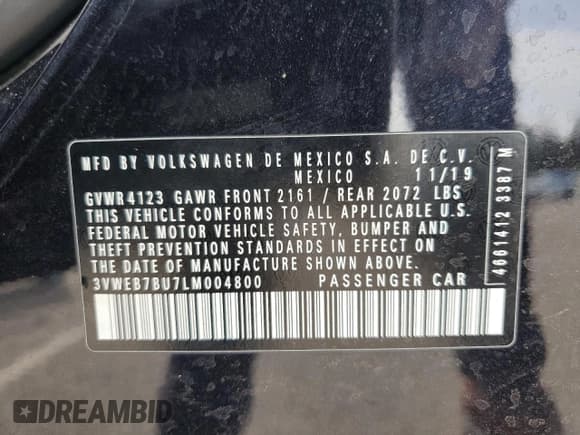 MFD BY VOLKSWAGEN DE MEXICO S.A. DE C.V.
MEXICO 11/19
GVWR4123 GAWR FRONT 2161 / REAR 2072 LBS
THIS VEHICLE CONFORMS TO ALL APPLICABLE U.S.
FEDERAL MOTOR VEHICLE SAFETY, BUMPER AND
THEFT PREVENTION STANDARDS IN EFFECT ON
THE DATE OF MANUFACTURE SHOWN ABOVE.
3VWEB7BU7LM004800 PASSENGER CAR
4661412 3387 M
DREAMBID